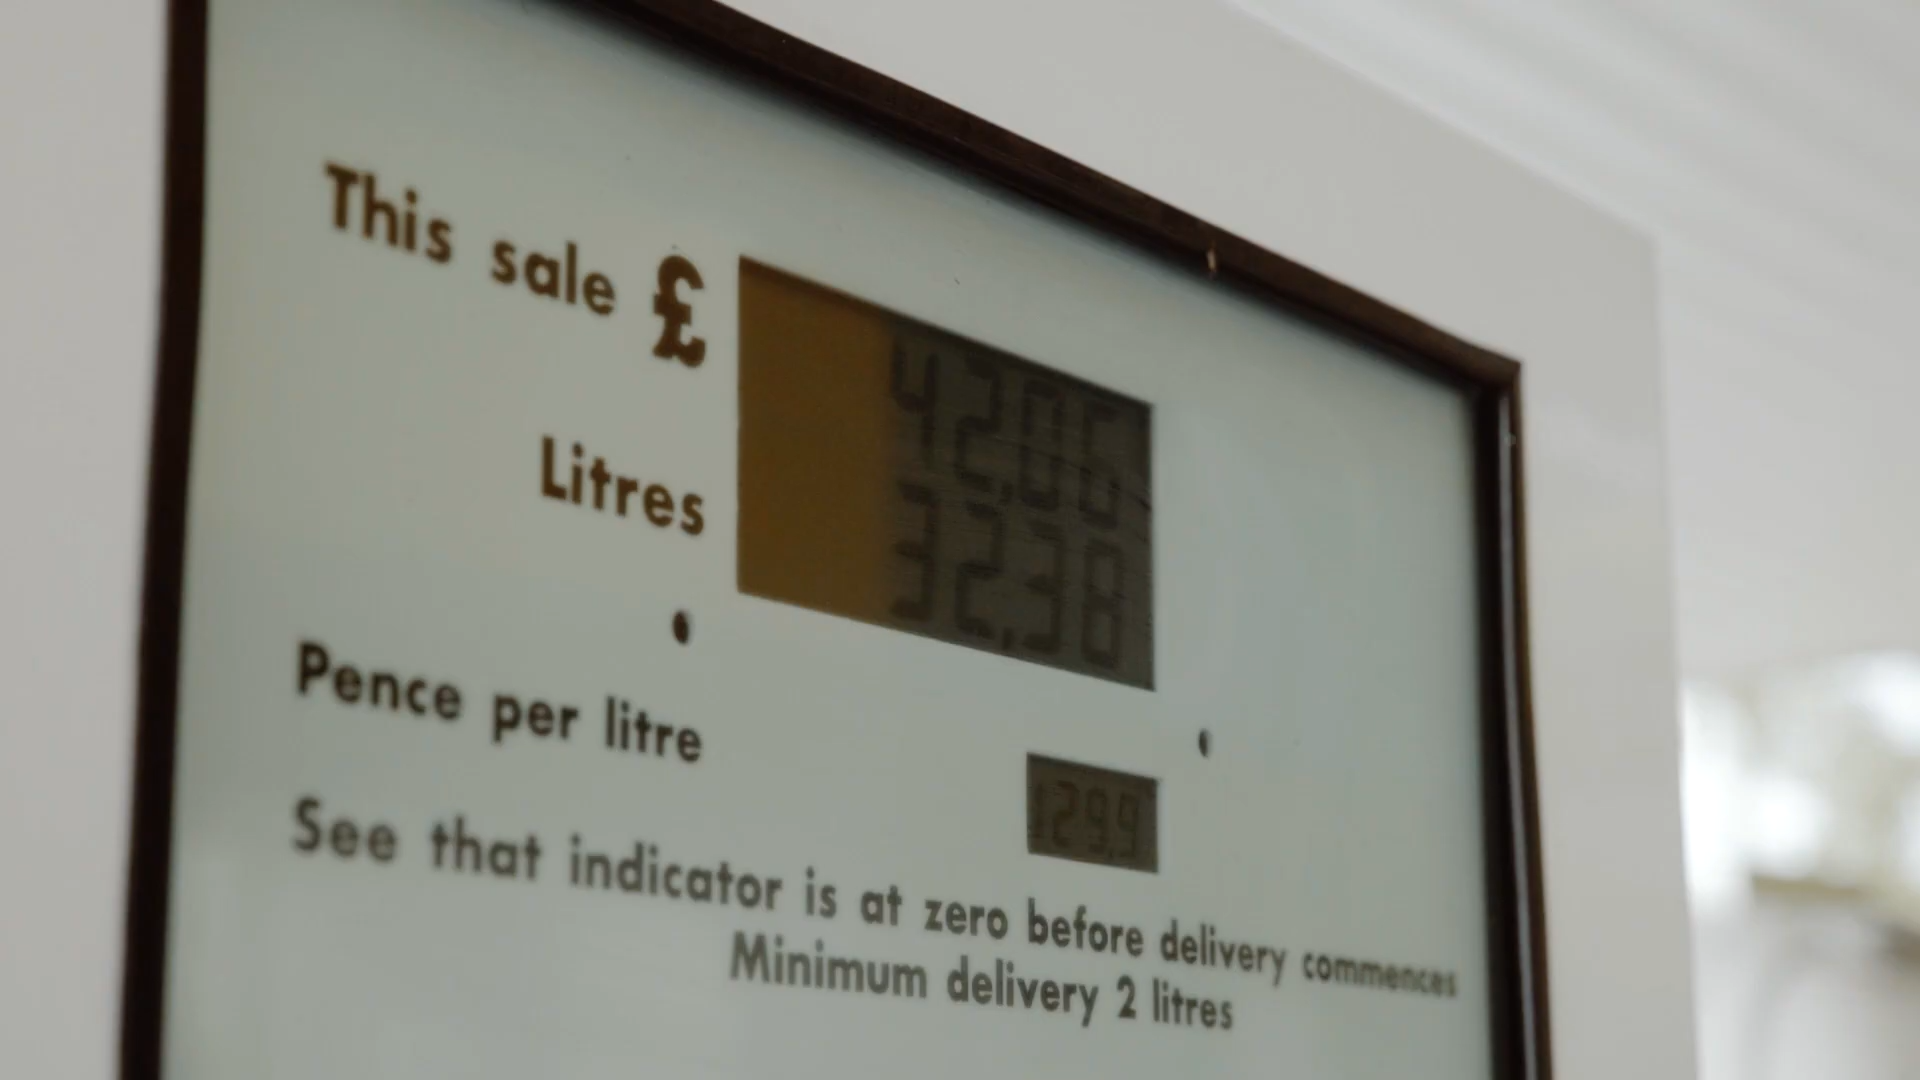 This sale £ 42.06
Litres 32.38
Pence per litre 129.9
See that indicator is at zero before delivery commences
Minimum delivery 2 litres